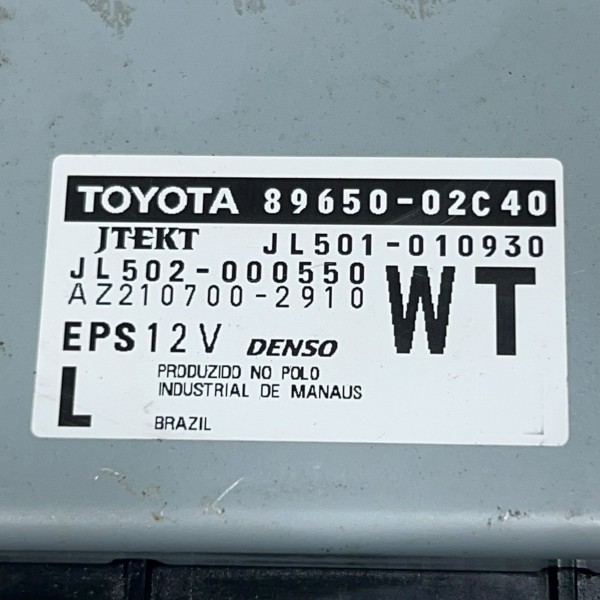 TOYOTA 89650-02C40
JTEKT JL501-010930
JL502-000550
AZ210700-2910
WT
EPS12V DENSO
L PRODUZIDO NO POLO
INDUSTRIAL DE MANAUS
BRAZIL